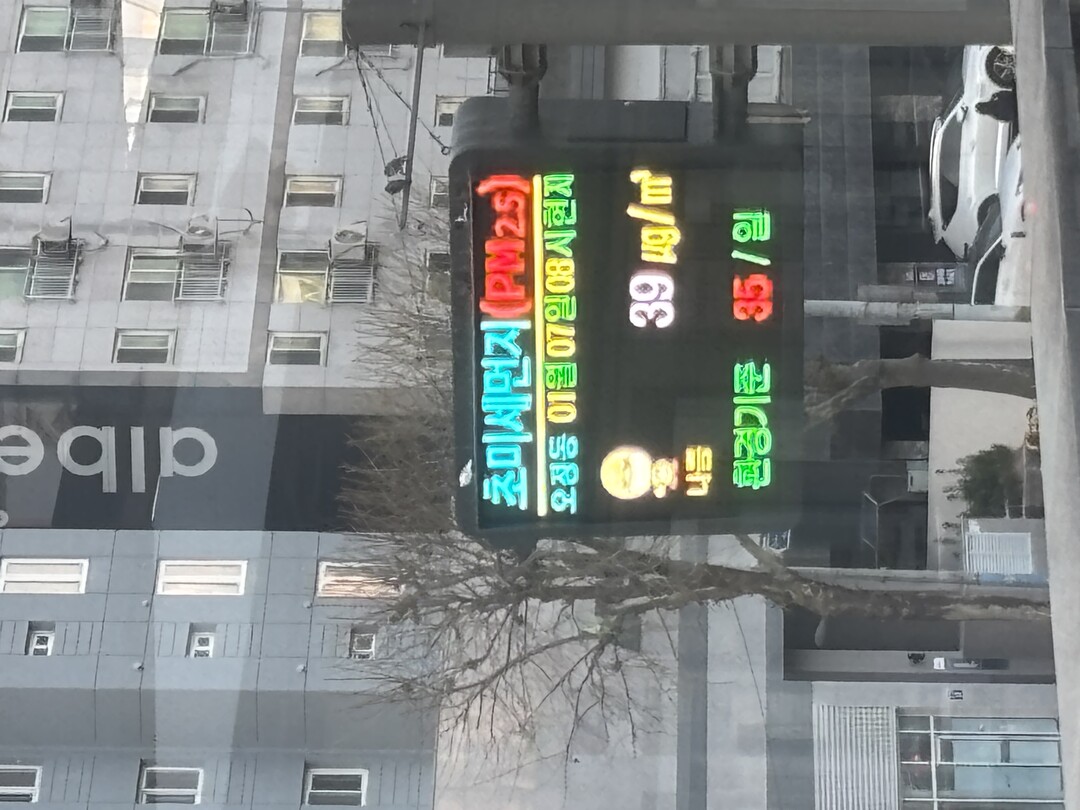 초미세먼지(PM2.5)
오정동 01월07일08시현재
39 µg/㎥
나쁨
환경기준 35 /일
albe